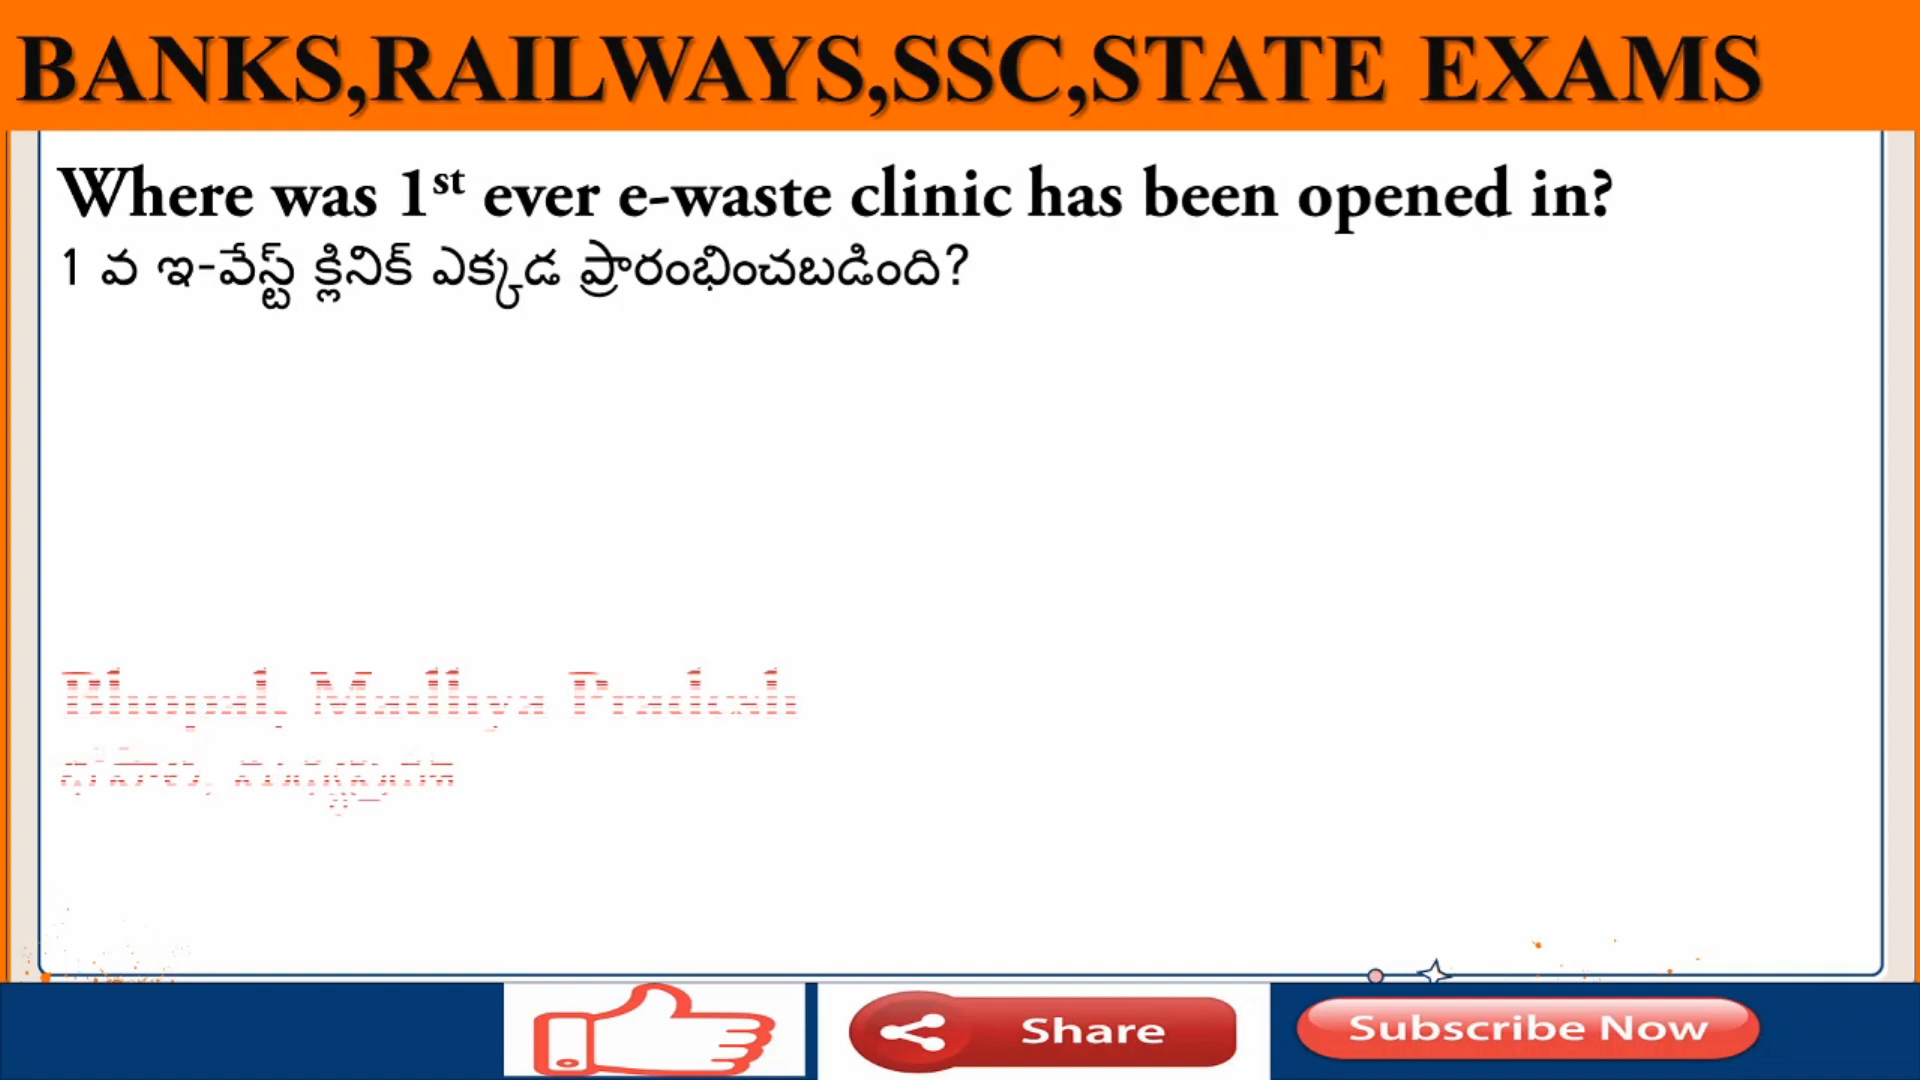 BANKS,RAILWAYS,SSC,STATE EXAMS
Where was 1st ever e-waste clinic has been opened in?
1 వ ఇ-వేస్ట్ క్లినిక్ ఎక్కడ ప్రారంభించబడింది?
Bhopal, Madhya Pradesh
Share
Subscribe Now